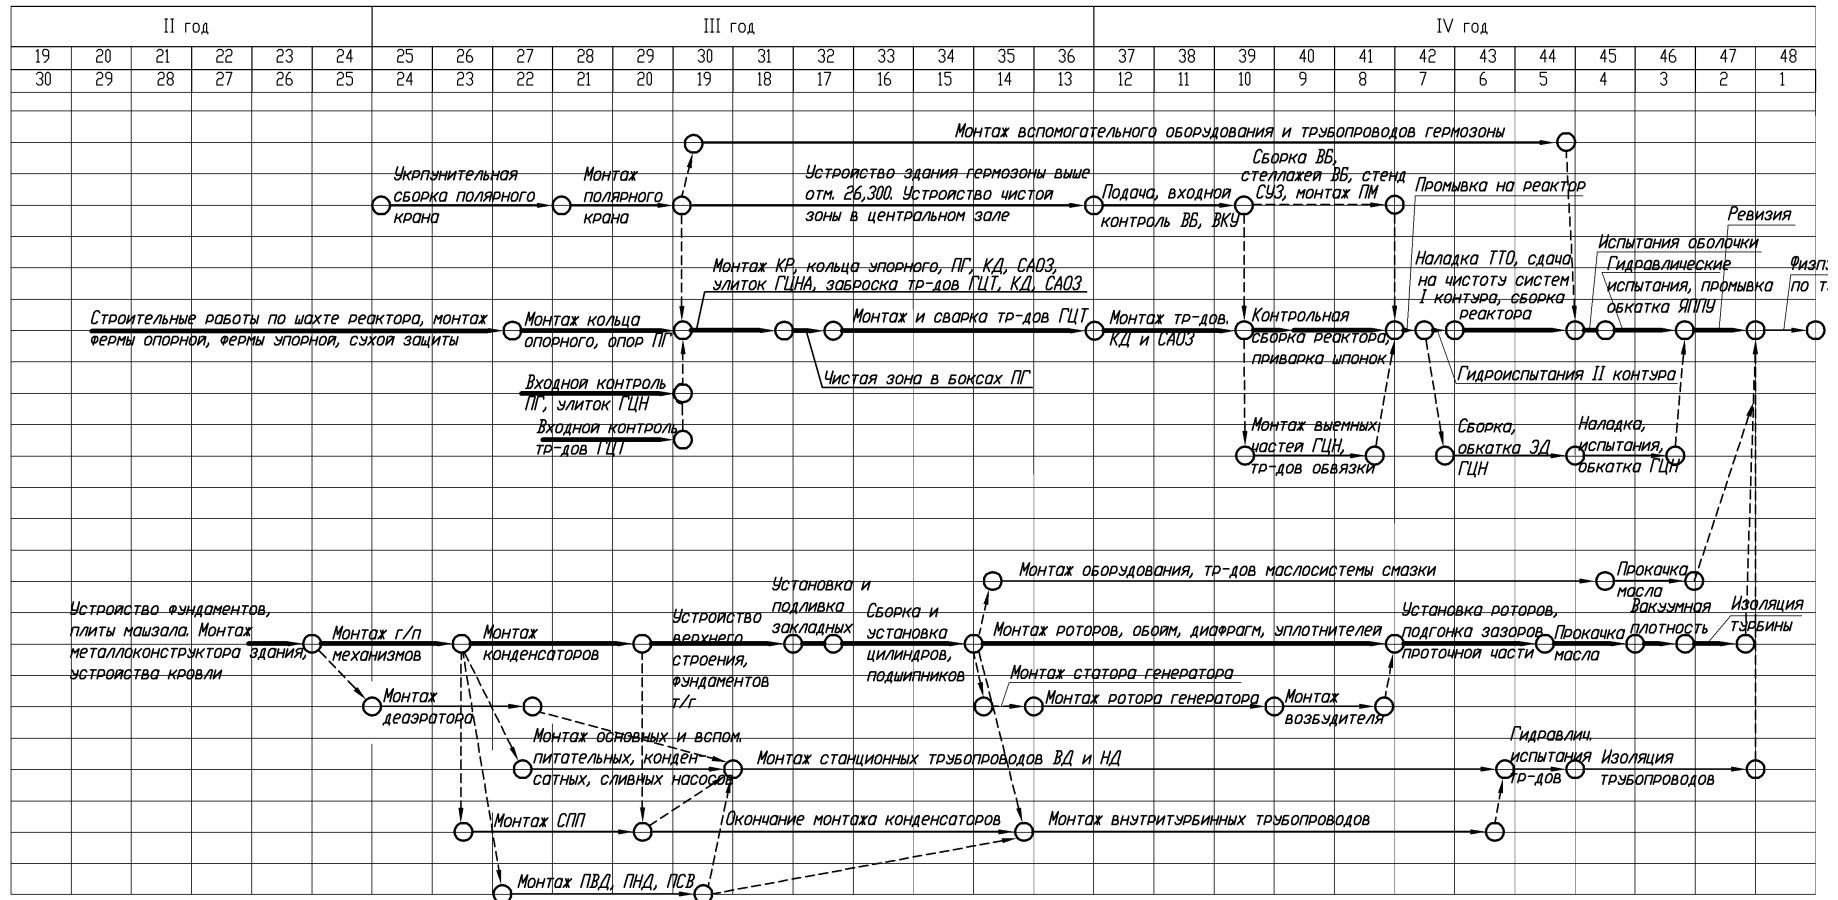 II год III год IV год
19 20 21 22 23 24 25 26 27 28 29 30 31 32 33 34 35 36 37 38 39 40 41 42 43 44 45 46 47 48
30 29 28 27 26 25 24 23 22 21 20 19 18 17 16 15 14 13 12 11 10 9 8 7 6 5 4 3 2 1
Монтаж вспомогательного оборудования и трубопроводов гермозоны
Укрпунительная
сборка полярного
крана
Монтаж
полярного
крана
Устройство здания гермозоны выше
отм. 26,300. Устройство чистой
зоны в центральном зале
Подача, входной
контроль ВБ, ВКУ
Сборка ВБ,
стеллажей ВБ, стенд
СУЗ, монтаж ПМ
Промывка на реактор
Ревизия
Монтаж КР, кольца упорного, ПГ, КД, САОЗ,
улиток ГЦНА, заброска тр-дов ГЦТ, КД, САОЗ
Наладка ТТО, сдача
на чистоту систем
I контура, сборка
реактора
Испытания оболочки
Гидравлические
испытания, промывка
обкатка ЯППУ
Физпу
по т
Строительные работы по шахте реактора, монтаж
фермы опорной, фермы упорной, сухой защиты
Монтаж кольца
опорного, опор ПГ
Монтаж и сварка тр-дов ГЦТ
Монтаж тр-дов.
КД и САОЗ
Контрольная
сборка реактора,
приварка шпонок
Чистая зона в боксах ПГ
Гидроиспытания II контура
Входной контроль
ПГ, улиток ГЦН
Входной контроль
тр-дов ГЦТ
Монтаж выемных
частей ГЦН,
тр-дов обвязки
Сборка,
обкатка ЭД
ГЦН
Наладка,
испытания,
обкатка ГЦН
Монтаж оборудования, тр-дов маслосистемы смазки
Прокачка
масла
Устройство фундаментов,
плиты машзала. Монтаж
металлоконструктора здания,
устройства кровли
Монтаж г/п
механизмов
Монтаж
конденсаторов
Устройство
верхнего
строения,
фундаментов
т/г
Установка и
подливка
закладных
Сборка и
установка
цилиндров,
подшипников
Монтаж роторов, обойм, диафрагм, уплотнителей
Установка роторов,
подгонка зазоров
проточной части
Прокачка
масла
Вакуумная
плотность
Изоляция
турбины
Монтаж
деаэратора
Монтаж статора генератора
Монтаж ротора генератора
Монтаж
возбудителя
Монтаж основных и вспом.
питательных, конден
сатных, сливных насосов
Монтаж станционных трубопроводов ВД и НД
Гидравлич.
испытания
тр-дов
Изоляция
трубопроводов
Монтаж СПП
Окончание монтажа конденсаторов
Монтаж внутритурбинных трубопроводов
Монтаж ПВД, ПНД, ПСВ